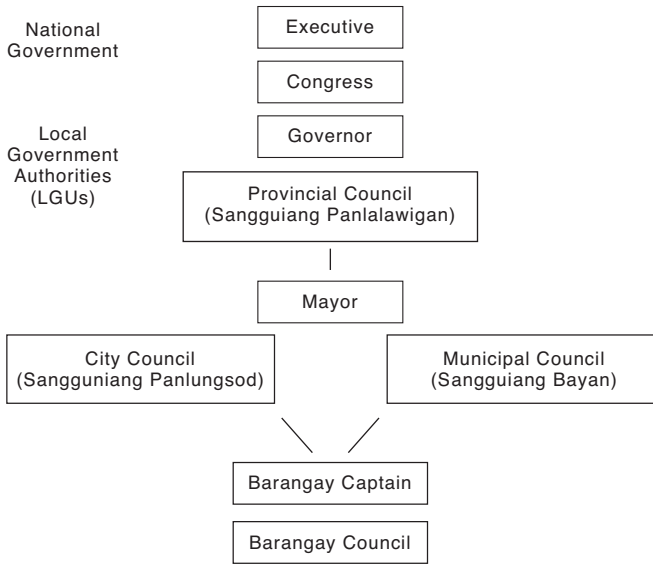 National
Government
Executive
Congress
Local
Government
Authorities
(LGUs)
Governor
Provincial Council
(Sangguiang Panlalawigan)
Mayor
City Council
(Sangguniang Panlungsod)
Municipal Council
(Sangguiang Bayan)
Barangay Captain
Barangay Council